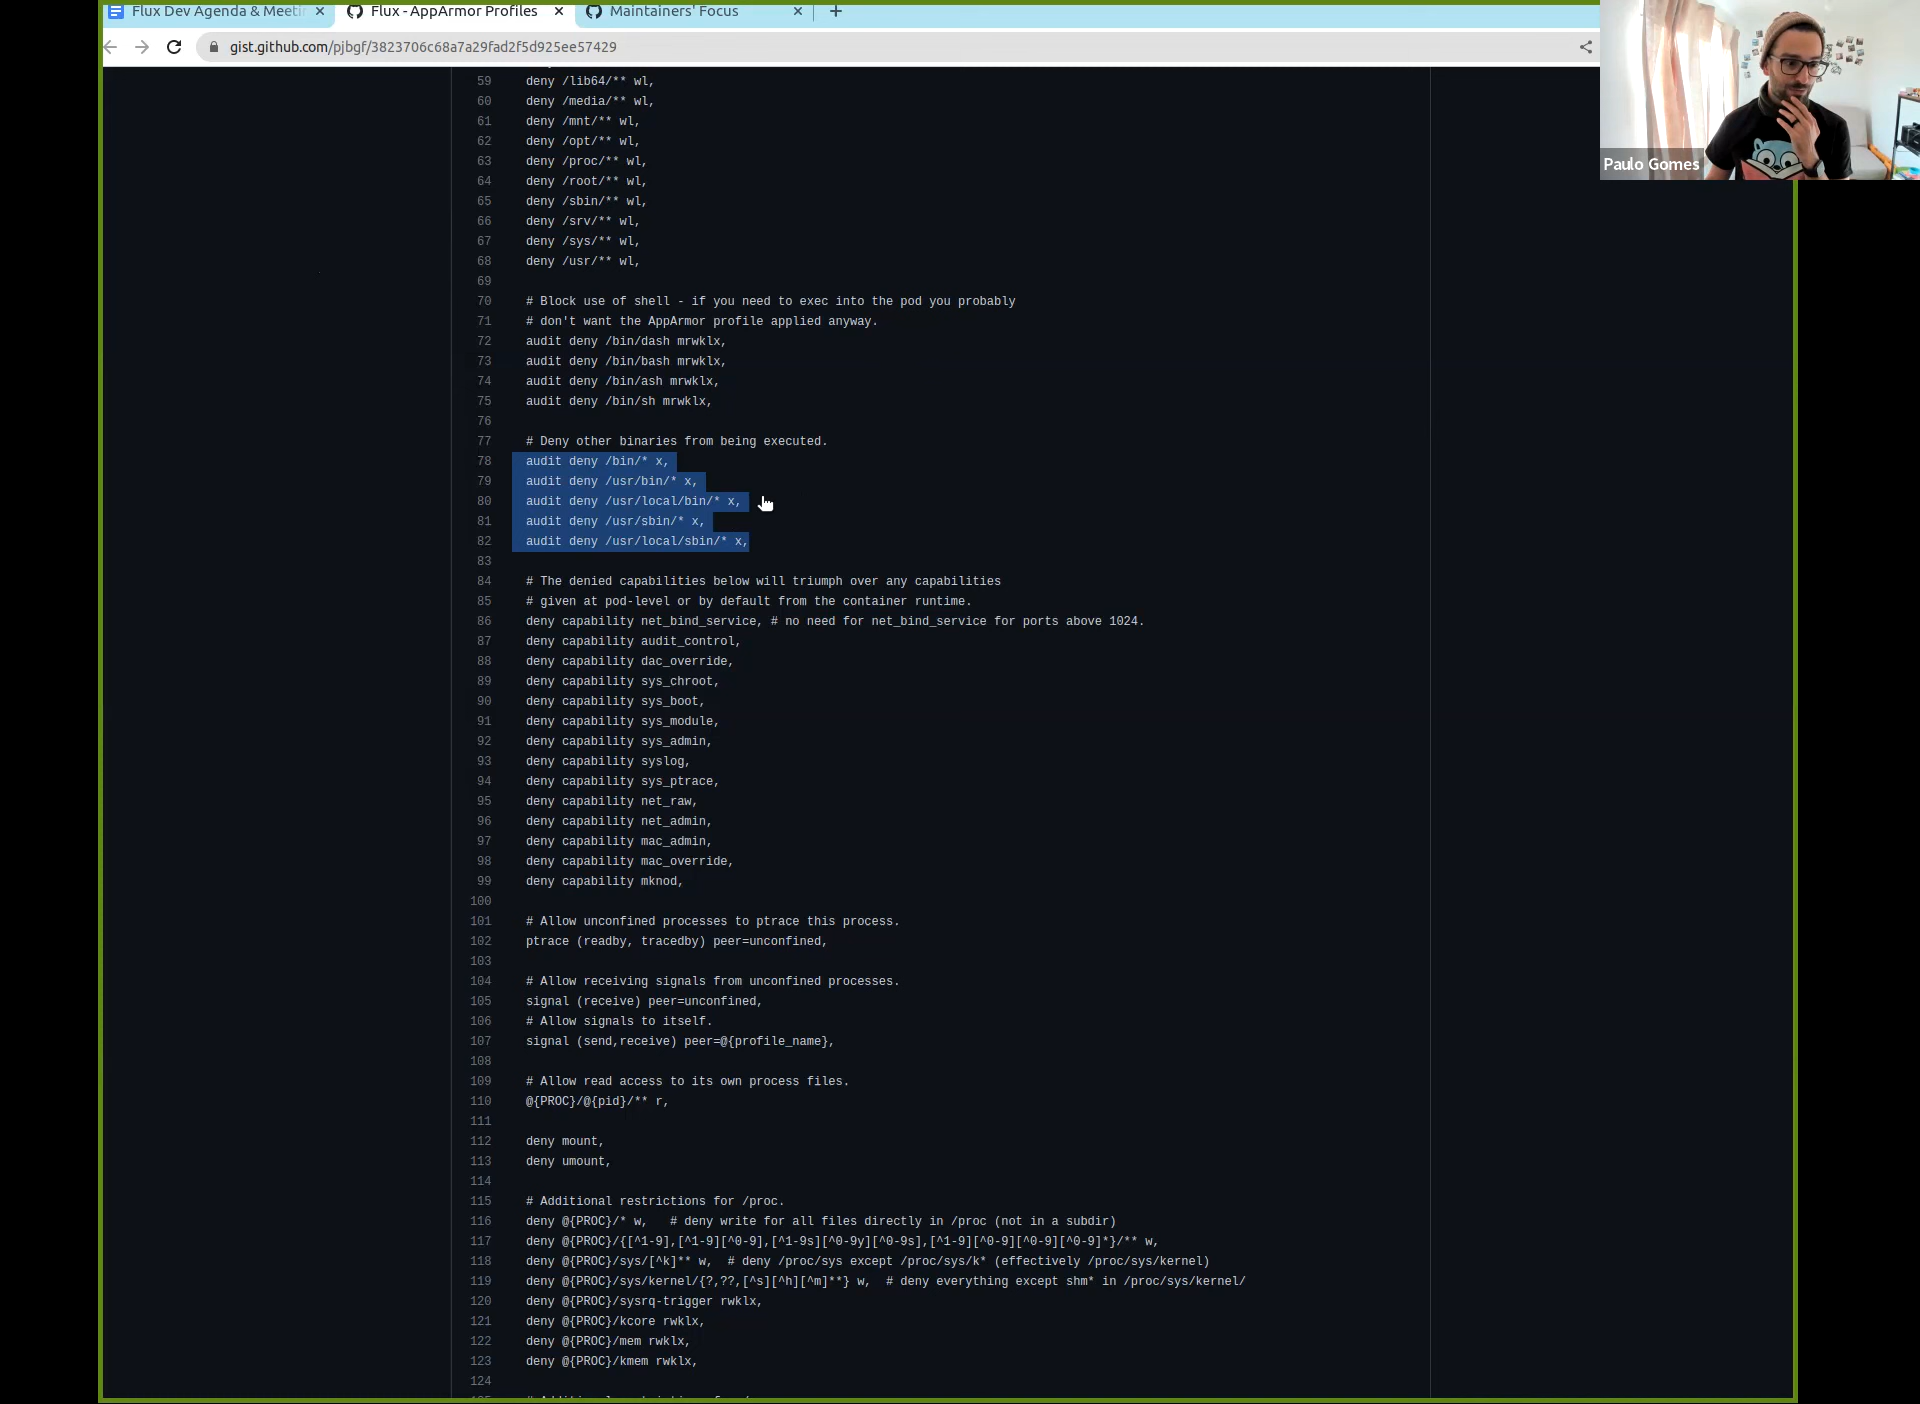 Flux Dev Agenda & Meetin
Flux - AppArmor Profiles
Maintainers' Focus
gist.github.com/pjbgf/3823706c68a7a29fad2f5d925ee57429
Paulo Gomes
59 deny /lib64/** wl,
60 deny /media/** wl,
61 deny /mnt/** wl,
62 deny /opt/** wl,
63 deny /proc/** wl,
64 deny /root/** wl,
65 deny /sbin/** wl,
66 deny /srv/** wl,
67 deny /sys/** wl,
68 deny /usr/** wl,
69
70 # Block use of shell - if you need to exec into the pod you probably
71 # don't want the AppArmor profile applied anyway.
72 audit deny /bin/dash mrwklx,
73 audit deny /bin/bash mrwklx,
74 audit deny /bin/ash mrwklx,
75 audit deny /bin/sh mrwklx,
76
77 # Deny other binaries from being executed.
78 audit deny /bin/* x,
79 audit deny /usr/bin/* x,
80 audit deny /usr/local/bin/* x,
81 audit deny /usr/sbin/* x,
82 audit deny /usr/local/sbin/* x,
83
84 # The denied capabilities below will triumph over any capabilities
85 # given at pod-level or by default from the container runtime.
86 deny capability net_bind_service, # no need for net_bind_service for ports above 1024.
87 deny capability audit_control,
88 deny capability dac_override,
89 deny capability sys_chroot,
90 deny capability sys_boot,
91 deny capability sys_module,
92 deny capability sys_admin,
93 deny capability syslog,
94 deny capability sys_ptrace,
95 deny capability net_raw,
96 deny capability net_admin,
97 deny capability mac_admin,
98 deny capability mac_override,
99 deny capability mknod,
100
101 # Allow unconfined processes to ptrace this process.
102 ptrace (readby, tracedby) peer=unconfined,
103
104 # Allow receiving signals from unconfined processes.
105 signal (receive) peer=unconfined,
106 # Allow signals to itself.
107 signal (send,receive) peer=@{profile_name},
108
109 # Allow read access to its own process files.
110 @{PROC}/@{pid}/** r,
111
112 deny mount,
113 deny umount,
114
115 # Additional restrictions for /proc.
116 deny @{PROC}/* w,   # deny write for all files directly in /proc (not in a subdir)
117 deny @{PROC}/{[^1-9],[^1-9][^0-9],[^1-9s][^0-9y][^0-9s],[^1-9][^0-9][^0-9][^0-9]*}/** w,
118 deny @{PROC}/sys/[^k]** w,  # deny /proc/sys except /proc/sys/k* (effectively /proc/sys/kernel)
119 deny @{PROC}/sys/kernel/{?,??,[^s][^h][^m]**} w,  # deny everything except shm* in /proc/sys/kernel/
120 deny @{PROC}/sysrq-trigger rwklx,
121 deny @{PROC}/kcore rwklx,
122 deny @{PROC}/mem rwklx,
123 deny @{PROC}/kmem rwklx,
124